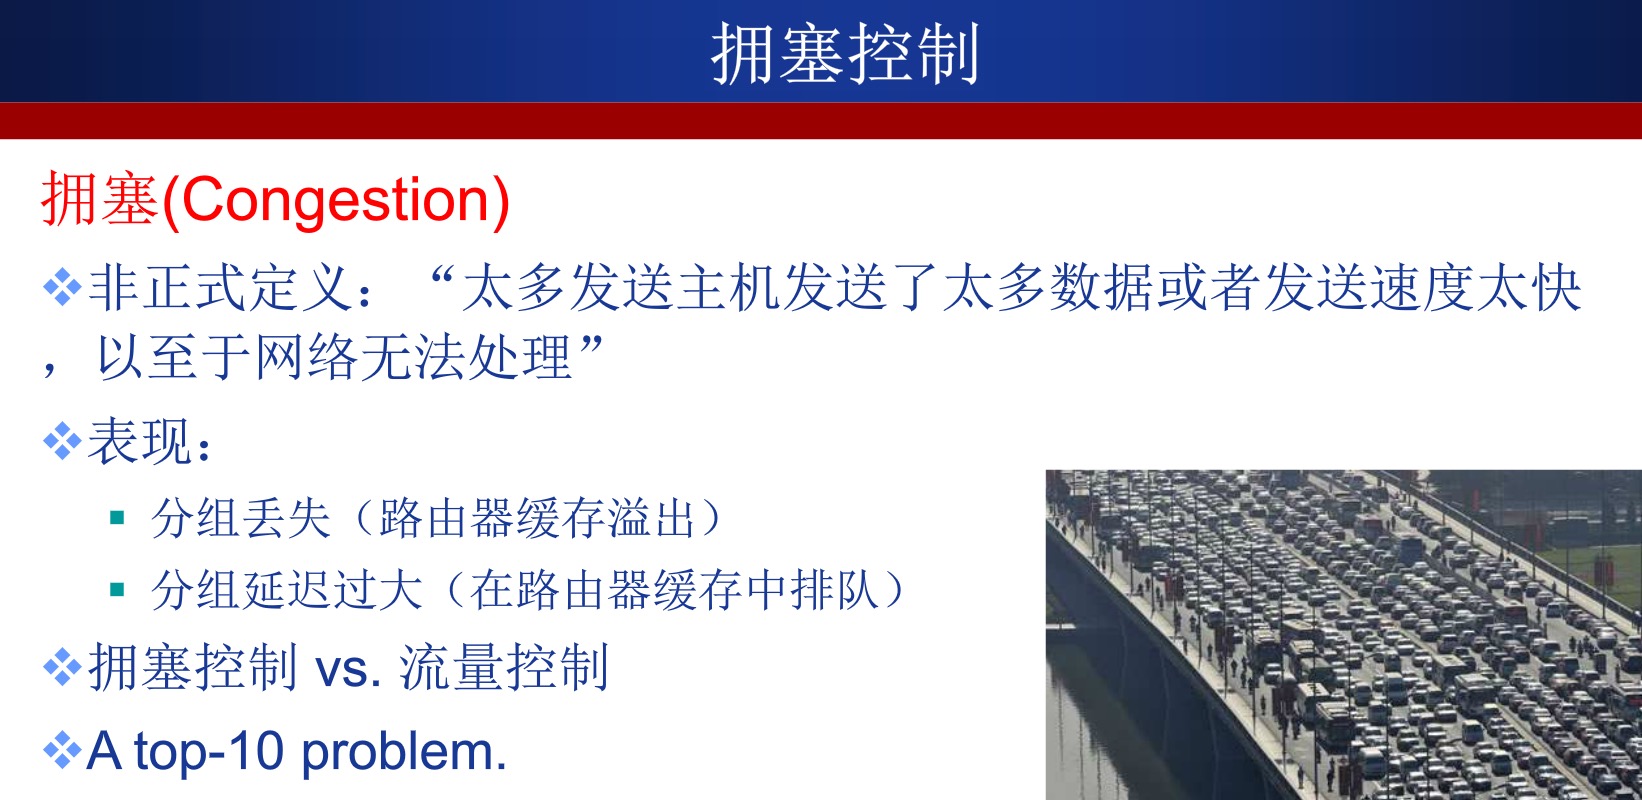 拥塞控制
拥塞(Congestion)
非正式定义：“太多发送主机发送了太多数据或者发送速度太快
，以至于网络无法处理”
表现：
分组丢失（路由器缓存溢出）
分组延迟过大（在路由器缓存中排队）
拥塞控制 vs. 流量控制
A top-10 problem.